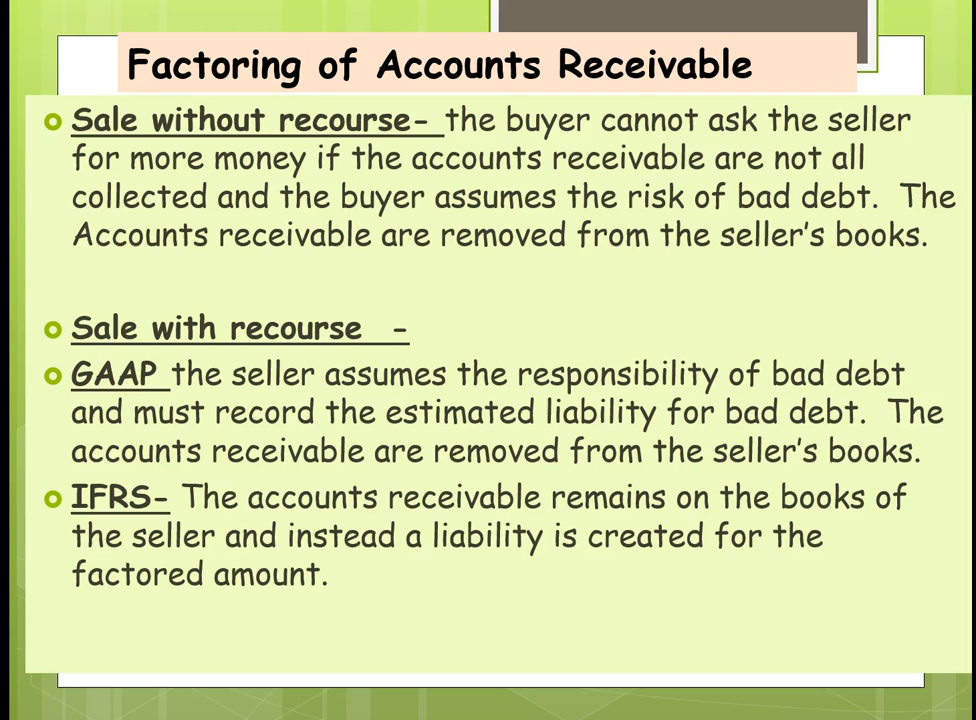 Factoring of Accounts Receivable
Sale without recourse- the buyer cannot ask the seller
for more money if the accounts receivable are not all
collected and the buyer assumes the risk of bad debt. The
Accounts receivable are removed from the seller's books.
Sale with recourse -
GAAP the seller assumes the responsibility of bad debt
and must record the estimated liability for bad debt. The
accounts receivable are removed from the seller's books.
IFRS- The accounts receivable remains on the books of
the seller and instead a liability is created for the
factored amount.